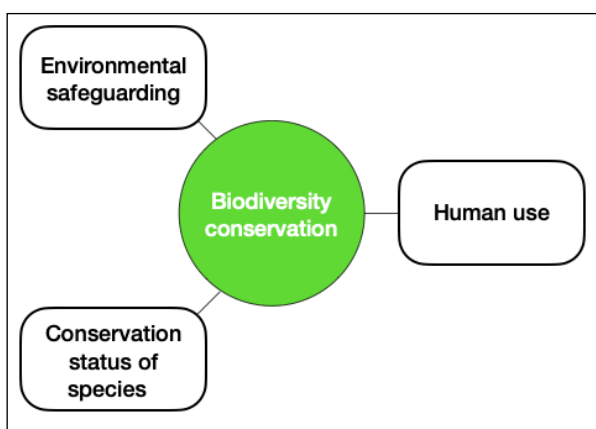 Environmental
safeguarding
Biodiversity
conservation
Human use
Conservation
status of
species